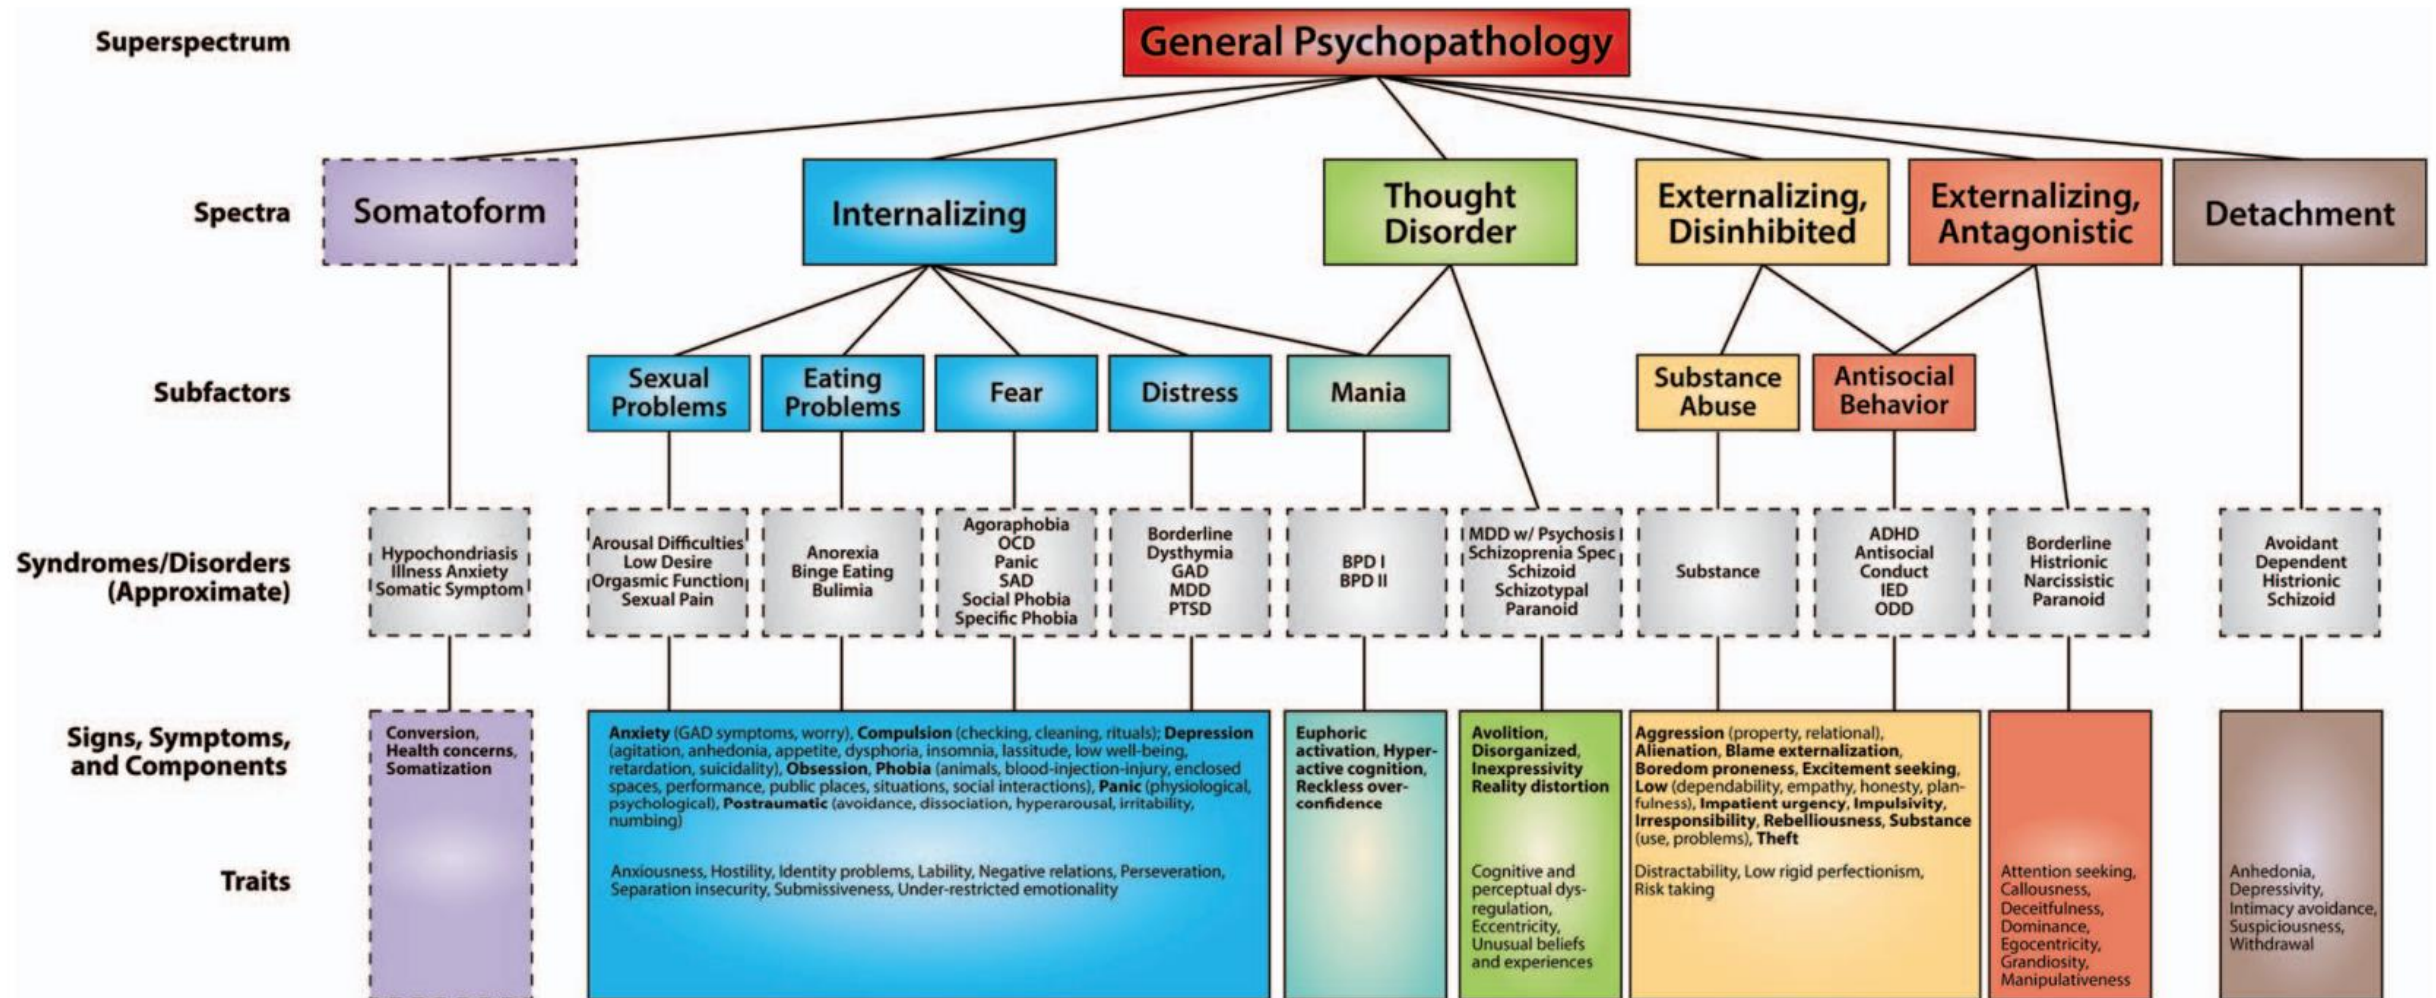 Superspectrum
General Psychopathology
Spectra
Somatoform
Internalizing
Thought
Disorder
Externalizing,
Disinhibited
Externalizing,
Antagonistic
Detachment
Subfactors
Sexual
Problems
Eating
Problems
Fear
Distress
Mania
Substance
Abuse
Antisocial
Behavior
Syndromes/Disorders
(Approximate)
Hypochondriasis
Illness Anxiety
Somatic Symptom
Arousal Difficulties
Low Desire
Orgasmic Function
Sexual Pain
Anorexia
Binge Eating
Bulimia
Agoraphobia
OCD
Panic
SAD
Social Phobia
Specific Phobia
Borderline
Dysthymia
GAD
MDD
PTSD
BPD I
BPD II
MDD w/ Psychosis
Schizoprenia Spec
Schizoid
Schizotypal
Paranoid
Substance
ADHD
Antisocial
Conduct
IED
ODD
Borderline
Histrionic
Narcissistic
Paranoid
Avoidant
Dependent
Histrionic
Schizoid
Signs, Symptoms,
and Components
Conversion,
Health concerns,
Somatization
Anxiety (GAD symptoms, worry), Compulsion (checking, cleaning, rituals); Depression
(agitation, anhedonia, appetite, dysphoria, insomnia, lassitude, low well-being,
retardation, suicidality), Obsession, Phobia (animals, blood-injection-injury, enclosed
spaces, performance, public places, situations, social interactions), Panic (physiological,
psychological), Postraumatic (avoidance, dissociation, hyperarousal, irritability,
numbing)
Euphoric
activation, Hyper-
active cognition,
Reckless over-
confidence
Avolition,
Disorganized,
Inexpressivity
Reality distortion
Aggression (property, relational),
Alienation, Blame externalization,
Boredom proneness, Excitement seeking,
Low (dependability, empathy, honesty, plan-
fulness), Impatient urgency, Impulsivity,
Irresponsibility, Rebelliousness, Substance
(use, problems), Theft
Traits
Anxiousness, Hostility, Identity problems, Lability, Negative relations, Perseveration,
Separation insecurity, Submissiveness, Under-restricted emotionality
Cognitive and
perceptual dys-
regulation,
Eccentricity,
Unusual beliefs
and experiences
Distractability, Low rigid perfectionism,
Risk taking
Attention seeking,
Callousness,
Deceitfulness,
Dominance,
Egocentricity,
Grandiosity,
Manipulativeness
Anhedonia,
Depressivity,
Intimacy avoidance,
Suspiciousness,
Withdrawal